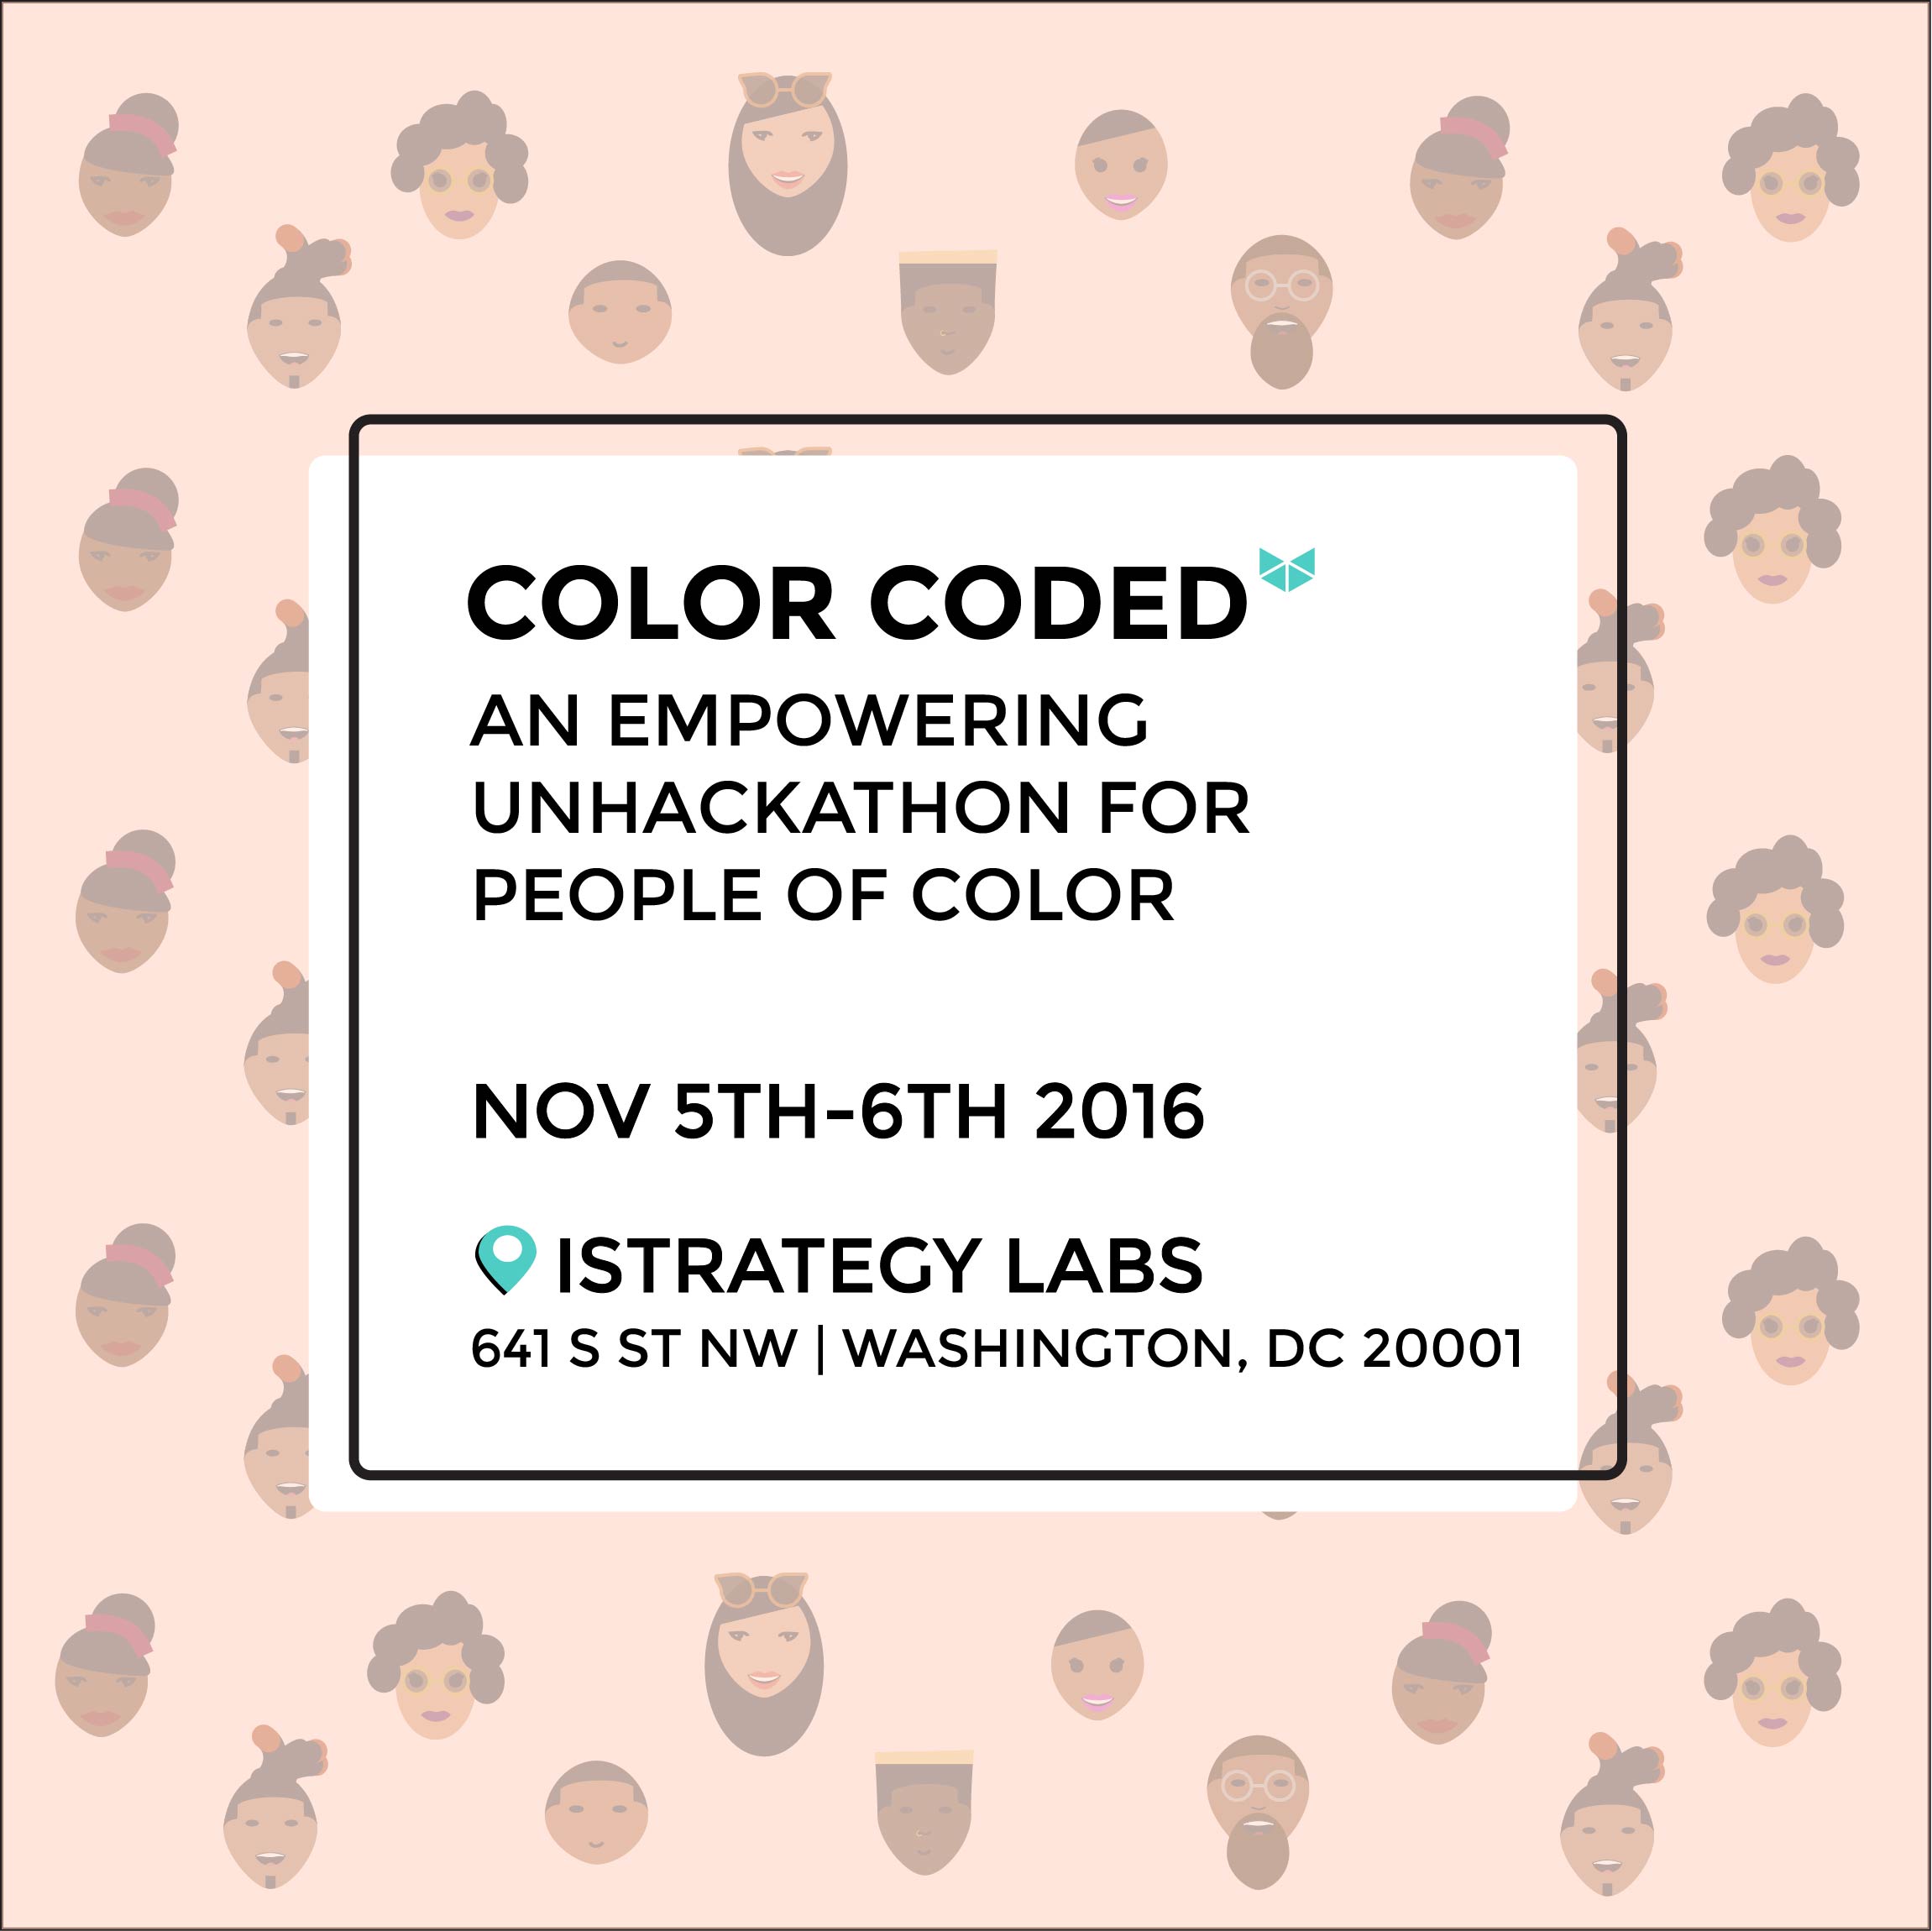 COLOR CODED
AN EMPOWERING
UNHACKATHON FOR
PEOPLE OF COLOR
NOV 5TH-6TH 2016
ISTRATEGY LABS
641 S ST NW | WASHINGTON, DC 20001